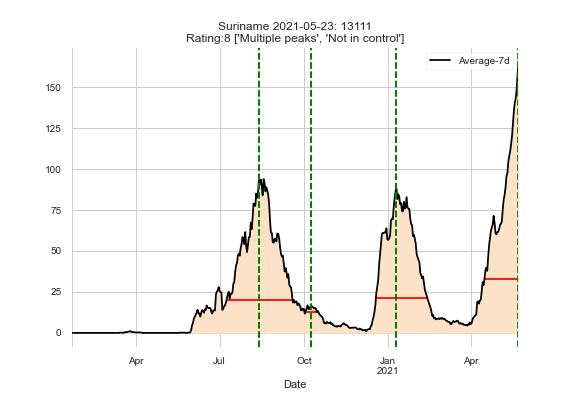 Suriname 2021-05-23: 13111
Rating:8 ['Multiple peaks', 'Not in control']
Average-7d
150
125
100
75
50
25
0
Apr
Jul
Oct
Jan
2021
Apr
Date